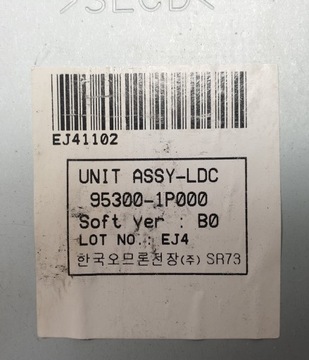 >SECD<
EJ41102
UNIT ASSY-LDC
95300-1P000
Soft ver : B0
LOT NO.: EJ4
한국오므론전장(주) SR73